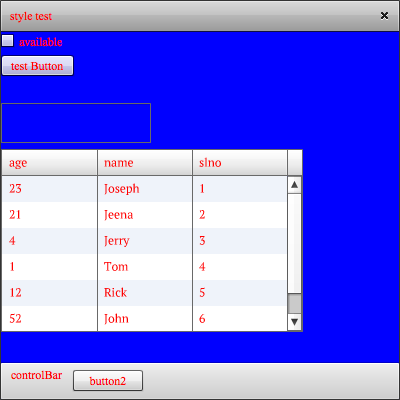 style test
available
test Button
age name slno
23 Joseph 1
21 Jeena 2
4 Jerry 3
1 Tom 4
12 Rick 5
52 John 6
controlBar button2